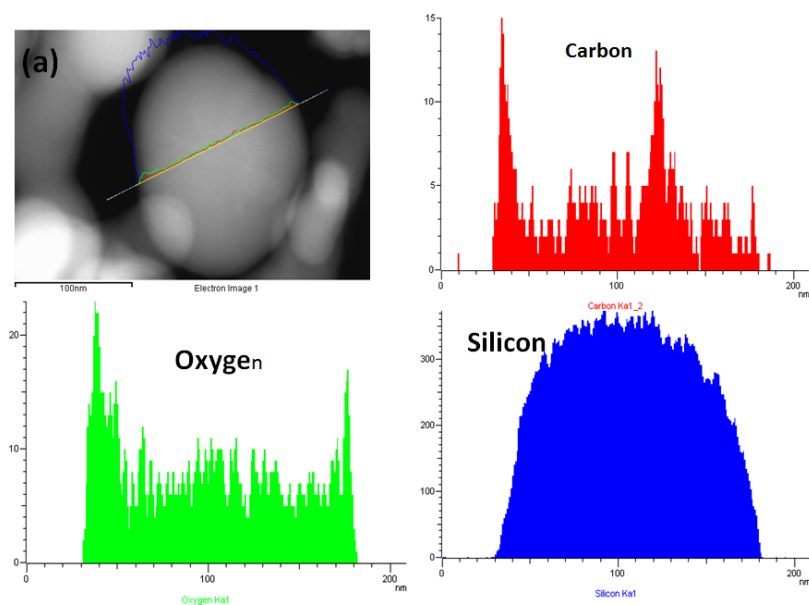 (a)
100nm
Electron Image 1
15
10
5
0
0
100
200
nm
Carbon
Carbon Ka1_2
20
10
0
0
100
200
nm
Oxygen
Oxygen Ka1
300
200
100
0
0
100
200
nm
Silicon
Silicon Ka1